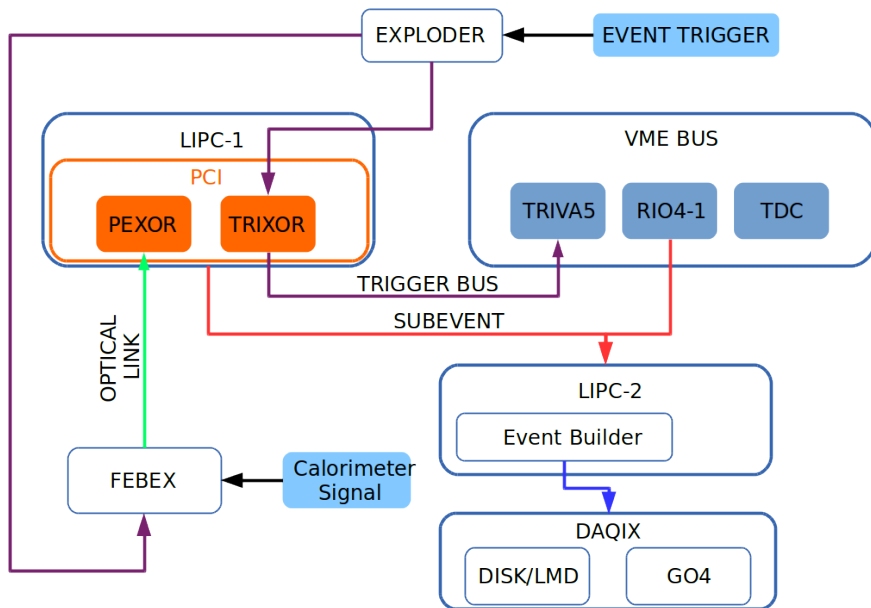 EXPLODER
EVENT TRIGGER
LIPC-1
PCI
PEXOR
TRIXOR
VME BUS
TRIVA5
RIO4-1
TDC
TRIGGER BUS
SUBEVENT
OPTICAL
LINK
LIPC-2
Event Builder
FEBEX
Calorimeter
Signal
DAQIX
DISK/LMD
GO4